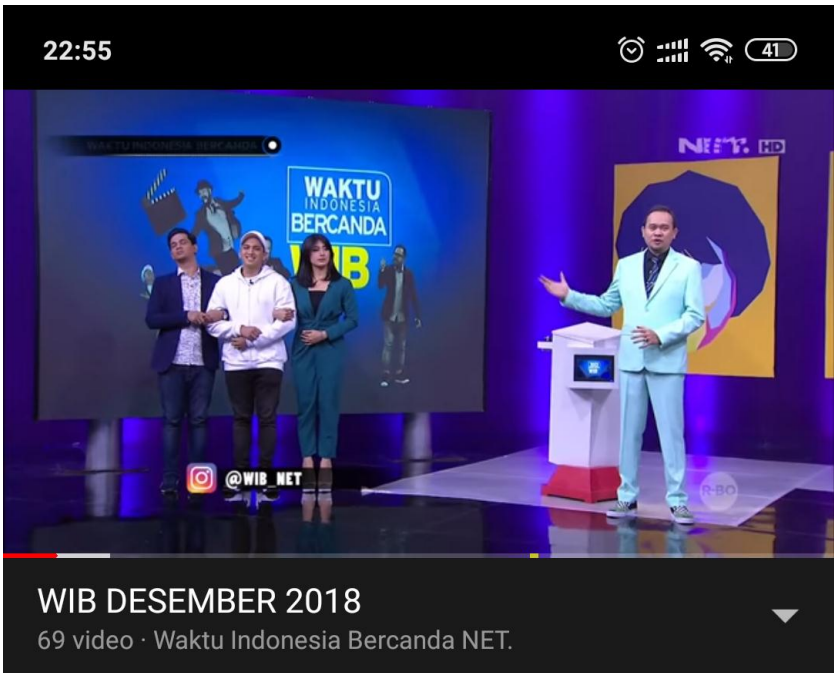 22:55
41
WAKTU INDONESIA BERCANDA
NET. HD
WAKTU
INDONESIA
BERCANDA
WIB
@WIB_NET
R-BO
WIB DESEMBER 2018
69 video · Waktu Indonesia Bercanda NET.